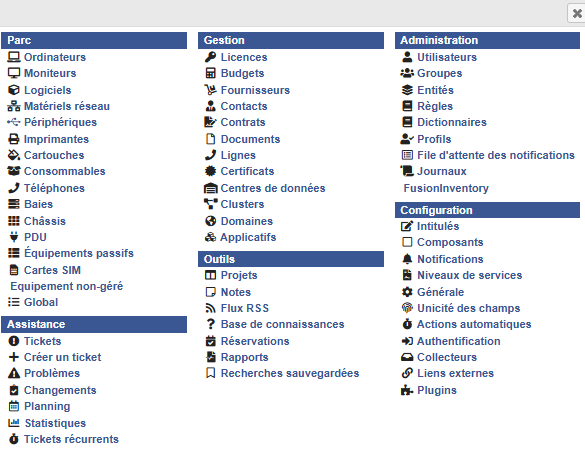 Parc
Ordinateurs
Moniteurs
Logiciels
Matériels réseau
Périphériques
Imprimantes
Cartouches
Consommables
Téléphones
Baies
Châssis
PDU
Équipements passifs
Cartes SIM
Equipement non-géré
Global
Assistance
Tickets
Créer un ticket
Problèmes
Changements
Planning
Statistiques
Tickets récurrents
Gestion
Licences
Budgets
Fournisseurs
Contacts
Contrats
Documents
Lignes
Certificats
Centres de données
Clusters
Domaines
Applicatifs
Outils
Projets
Notes
Flux RSS
Base de connaissances
Réservations
Rapports
Recherches sauvegardées
Administration
Utilisateurs
Groupes
Entités
Règles
Dictionnaires
Profils
File d'attente des notifications
Journaux
FusionInventory
Configuration
Intitulés
Composants
Notifications
Niveaux de services
Générale
Unicité des champs
Actions automatiques
Authentification
Collecteurs
Liens externes
Plugins